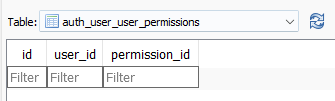 Table: auth_user_user_permissions
id user_id permission_id
Filter Filter Filter